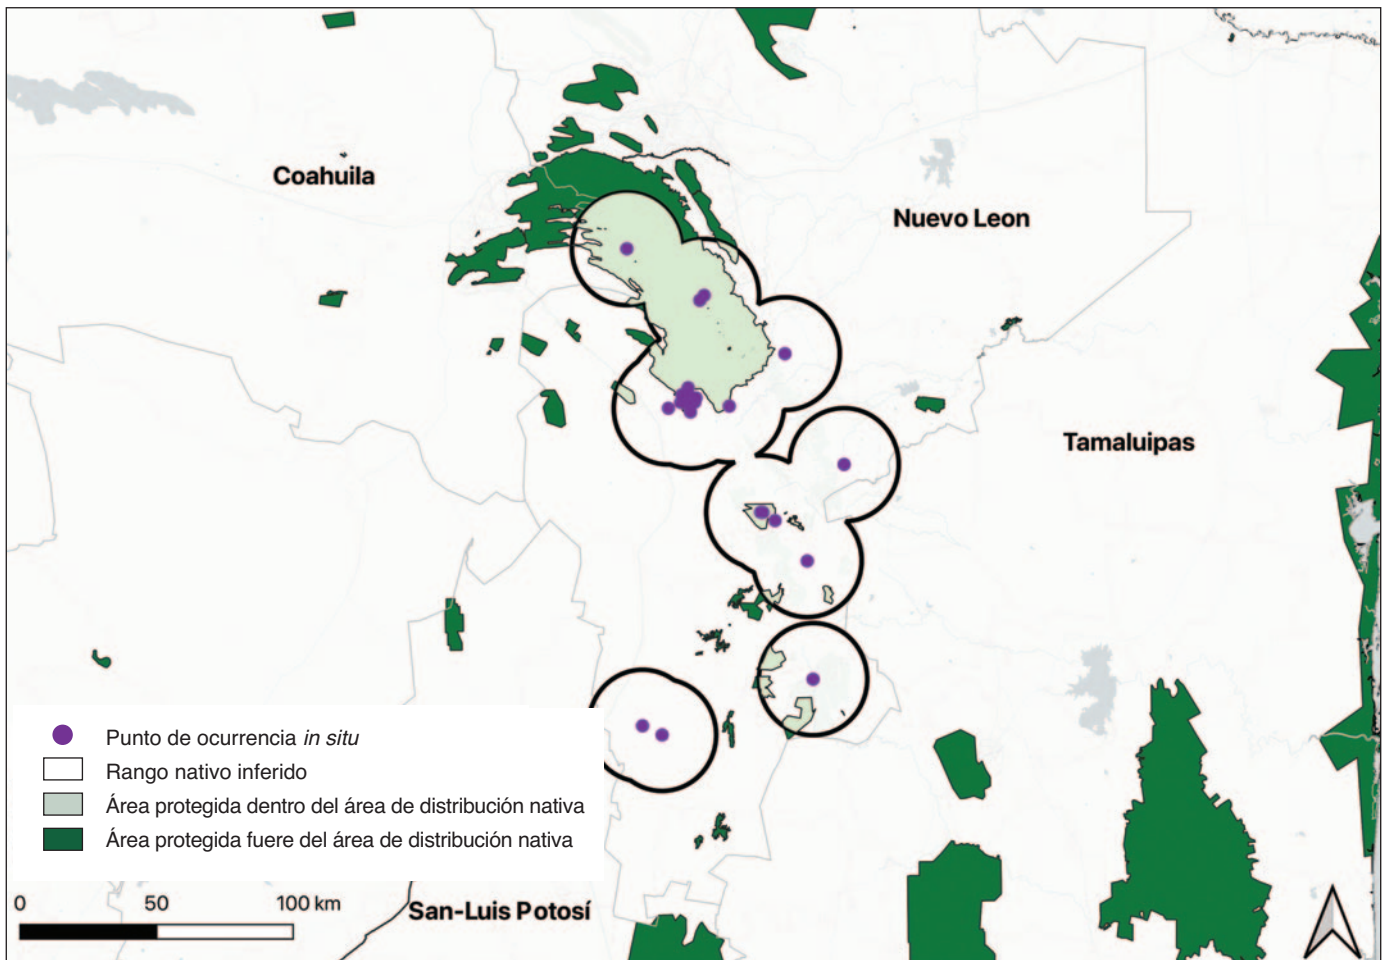 Coahuila
Nuevo Leon
Tamaluipas
Punto de ocurrencia in situ
Rango nativo inferido
Área protegida dentro del área de distribución nativa
Área protegida fuere del área de distribución nativa
0 50 100 km
San-Luis Potosí